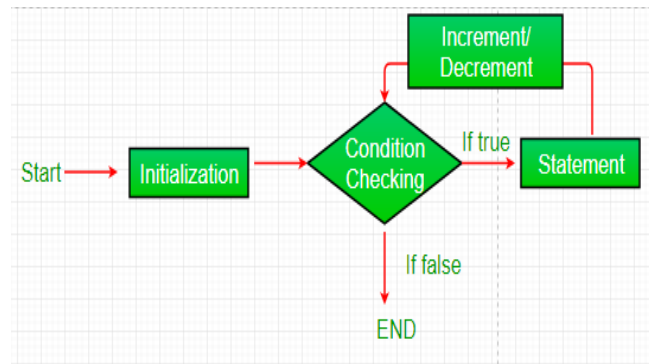 Increment/
Decrement
Start
Initialization
Condition
Checking
If true
Statement
If false
END